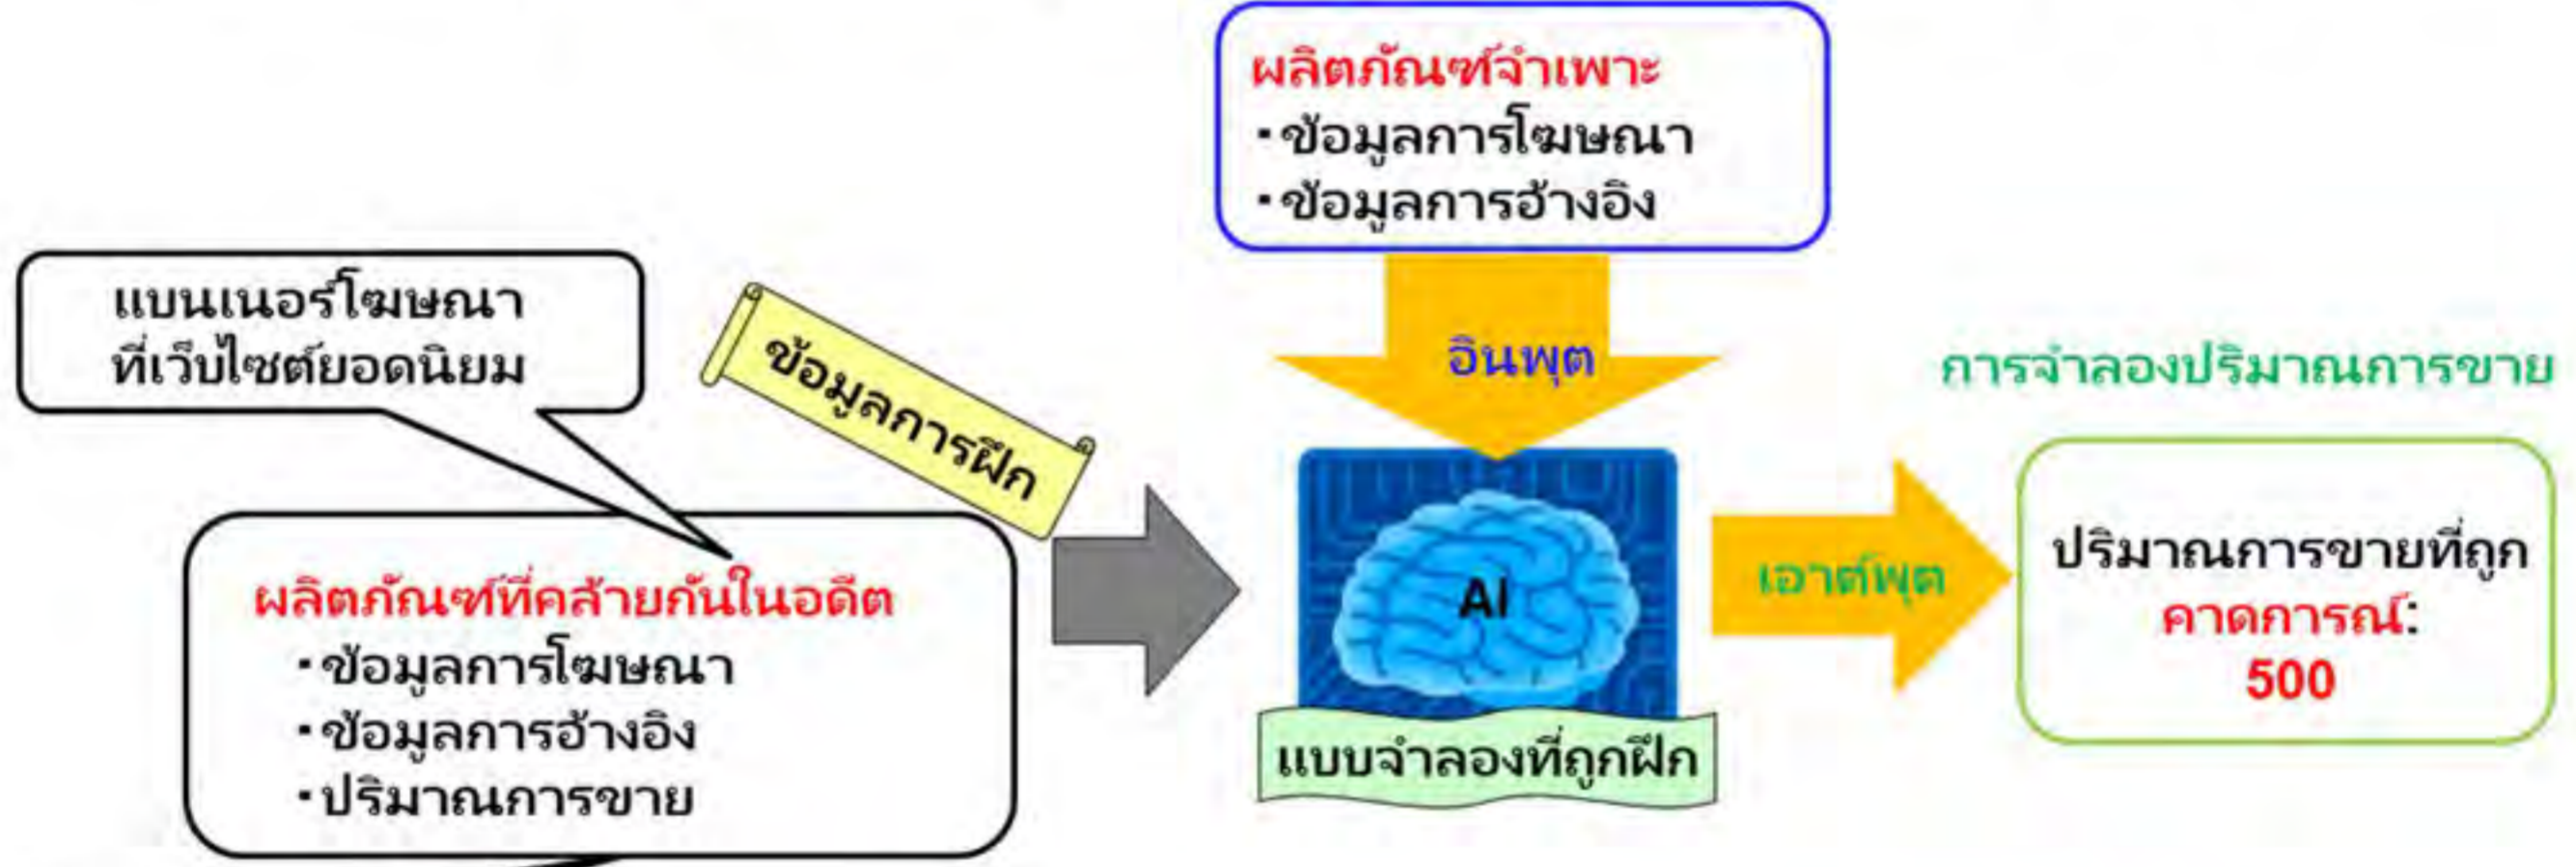 ผลิตภัณฑ์จำเพาะ
・ข้อมูลการโฆษณา
・ข้อมูลการอ้างอิง
แบนเนอร์โฆษณา
ที่เว็บไซต์ยอดนิยม
ข้อมูลการฝึก
อินพุต
การจำลองปริมาณการขาย
ผลิตภัณฑ์ที่คล้ายกันในอดีต
・ข้อมูลการโฆษณา
・ข้อมูลการอ้างอิง
・ปริมาณการขาย
AI
แบบจำลองที่ถูกฝึก
เอาต์พุต
ปริมาณการขายที่ถูก
คาดการณ์:
500